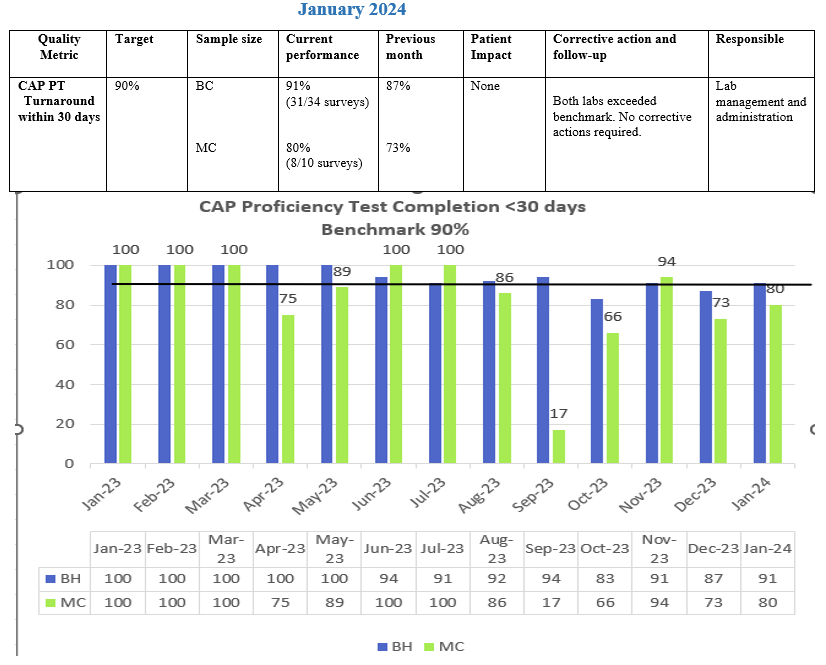 January 2024
Quality Metric | Target | Sample size | Current performance | Previous month | Patient Impact | Corrective action and follow-up | Responsible
CAP PT Turnaround within 30 days | 90% | BC | 91% (31/34 surveys) | 87% | None | Both labs exceeded benchmark. No corrective actions required. | Lab management and administration
MC | 80% (8/10 surveys) | 73%
CAP Proficiency Test Completion <30 days
Benchmark 90%
100 100 100 75 89 100 100 86 17 66 94 73 80
100
80
60
40
20
0
Jan-23 Feb-23 Mar-23 Apr-23 May-23 Jun-23 Jul-23 Aug-23 Sep-23 Oct-23 Nov-23 Dec-23 Jan-24
Jan-23 Feb-23 Mar-23 Apr-23 May-23 Jun-23 Jul-23 Aug-23 Sep-23 Oct-23 Nov-23 Dec-23 Jan-24
BH 100 100 100 100 100 94 91 92 94 83 91 87 91
MC 100 100 100 75 89 100 100 86 17 66 94 73 80
BH MC